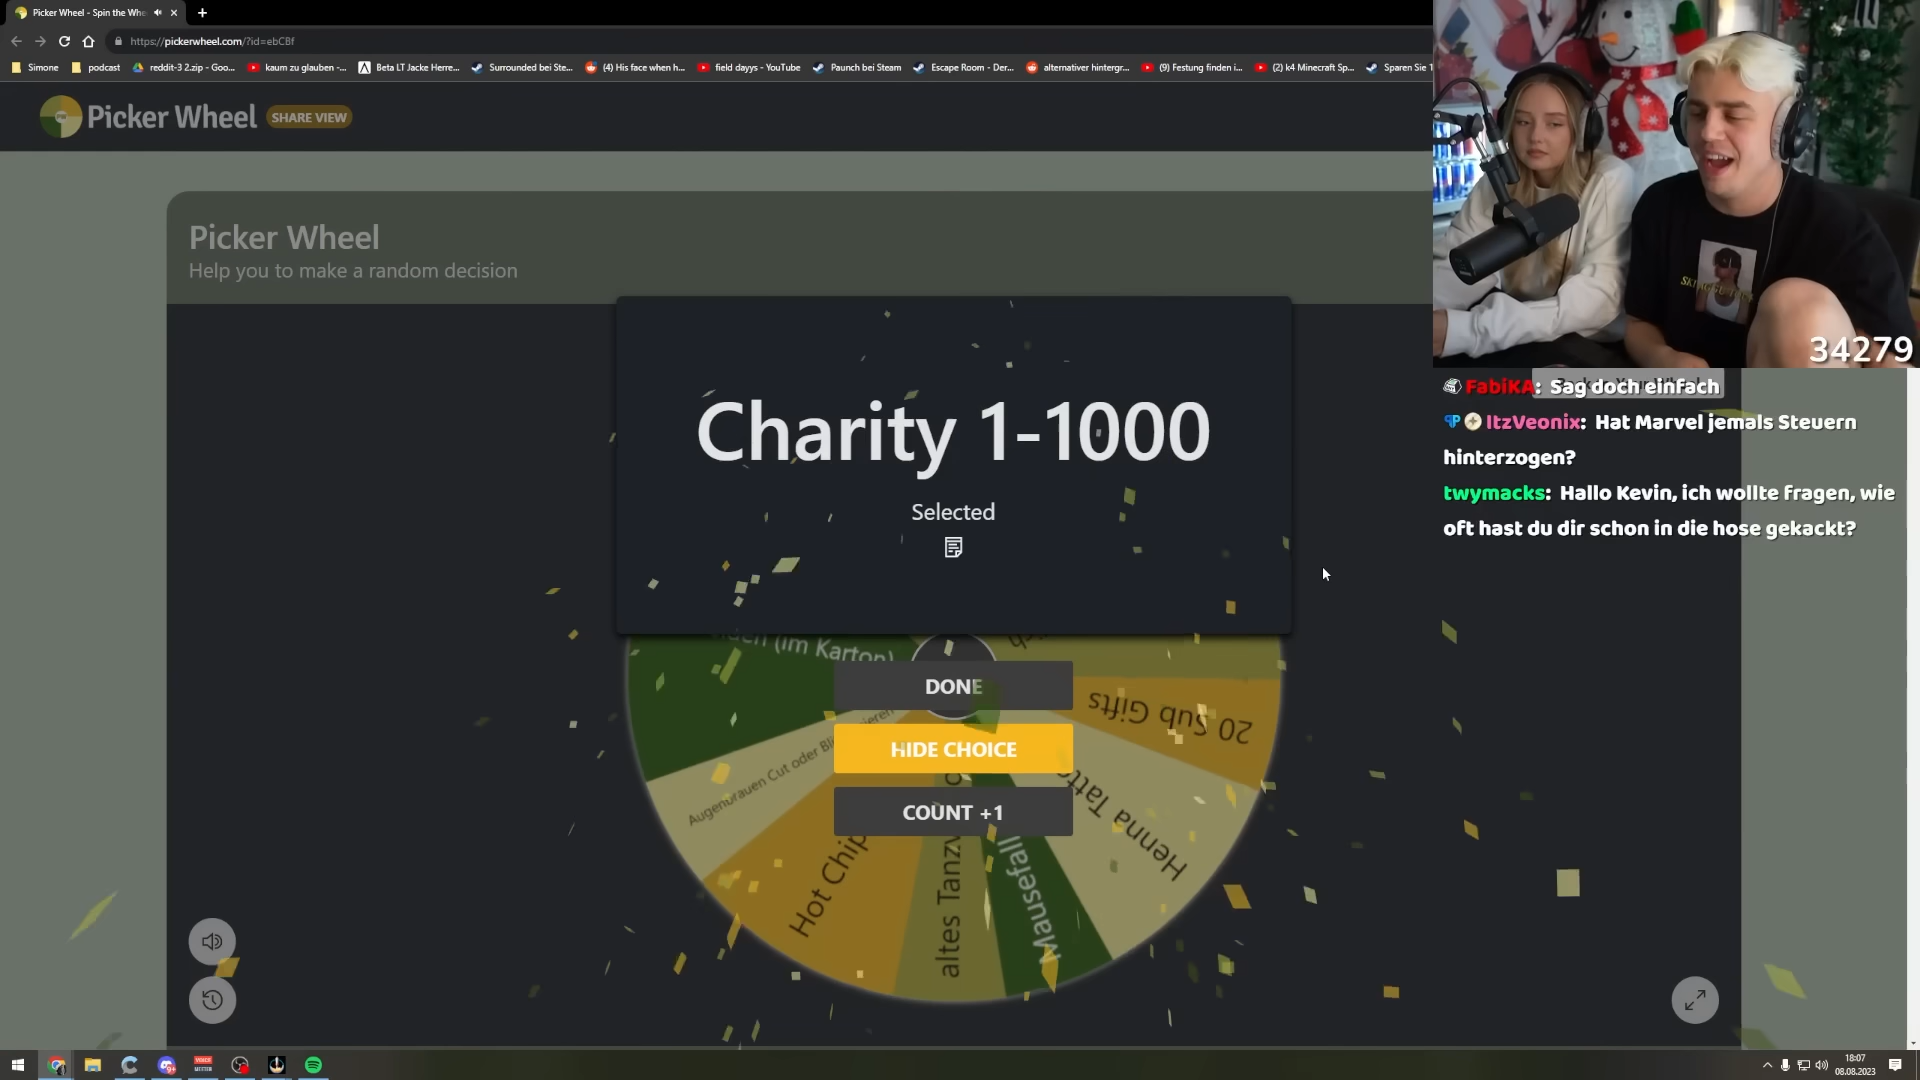 Picker Wheel - Spin the Whe
https://pickerwheel.com/?id=ebCBf
Simone
podcast
reddit-3 2.zip - Goo...
kaum zu glauben -...
Beta LT Jacke Herre...
Surrounded bei Ste...
(4) His face when h...
field dayys - YouTube
Paunch bei Steam
Escape Room - Der...
alternativer hintergr...
(9) Festung finden i...
(2) k4 Minecraft Sp...
Sparen Sie 1
Picker Wheel SHARE VIEW
Picker Wheel
Help you to make a random decision
34279
FabiKA: Sag doch einfach
ItzVeonix: Hat Marvel jemals Steuern
hinterzogen?
twymacks: Hallo Kevin, ich wollte fragen, wie
oft hast du dir schon in die hose gekackt?
Charity 1-1000
Selected
(im Karton)
20 Sub Gifts
DONE
HIDE CHOICE
COUNT +1
Augenbrauen Cut oder
Hot Chip
altes Tanzv
Mausefall
Henna Tatto
18:07
08.08.2023